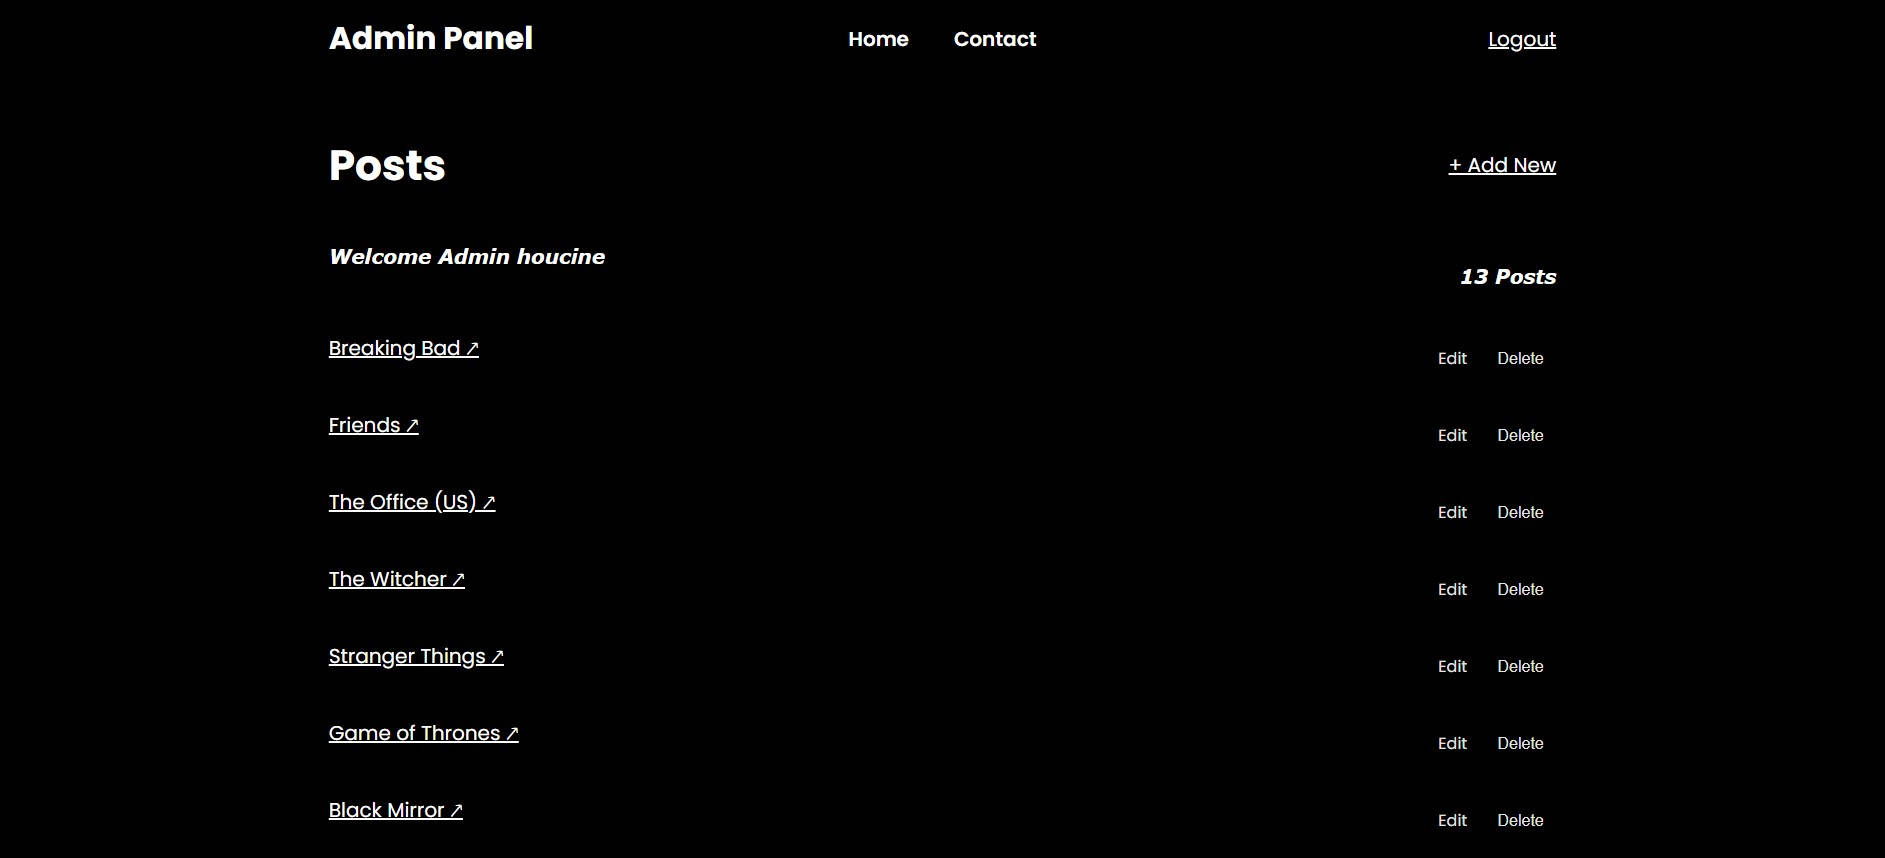 Admin Panel Home Contact Logout
Posts + Add New
Welcome Admin houcine
13 Posts
Breaking Bad ↗ Edit Delete
Friends ↗ Edit Delete
The Office (US) ↗ Edit Delete
The Witcher ↗ Edit Delete
Stranger Things ↗ Edit Delete
Game of Thrones ↗ Edit Delete
Black Mirror ↗ Edit Delete